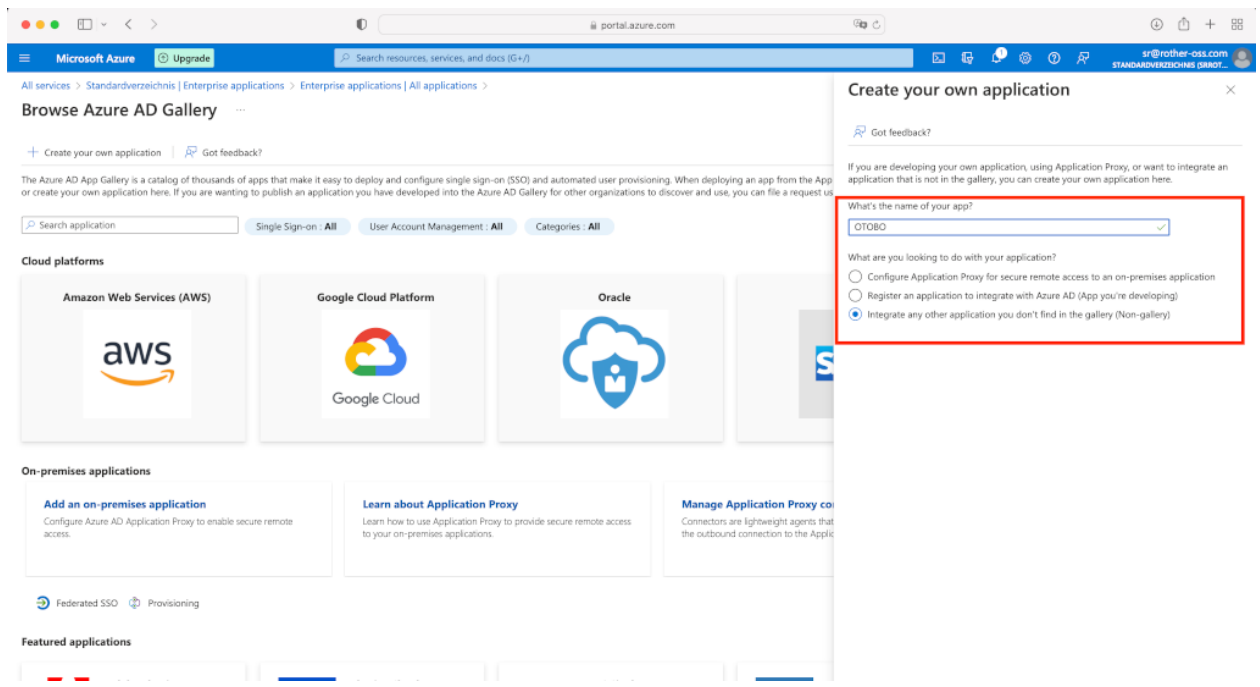 portal.azure.com
Microsoft Azure
Upgrade
Search resources, services, and docs (G+/)
1
sr@rother-oss.com
STANDARDVERZEICHNIS (SRROT...
All services > Standardverzeichnis | Enterprise applications > Enterprise applications | All applications >
Browse Azure AD Gallery ...
+ Create your own application
Got feedback?
The Azure AD App Gallery is a catalog of thousands of apps that make it easy to deploy and configure single sign-on (SSO) and automated user provisioning. When deploying an app from the App
or create your own application here. If you are wanting to publish an application you have developed into the Azure AD Gallery for other organizations to discover and use, you can file a request us
Search application
Single Sign-on : All
User Account Management : All
Categories : All
Cloud platforms
Amazon Web Services (AWS)
aws
Google Cloud Platform
Google Cloud
Oracle
S
On-premises applications
Add an on-premises application
Configure Azure AD Application Proxy to enable secure remote
access.
Learn about Application Proxy
Learn how to use Application Proxy to provide secure remote access
to your on-premises applications.
Manage Application Proxy co
Connectors are lightweight agents that
the outbound connection to the Applic
Federated SSO
Provisioning
Featured applications
Create your own application
Got feedback?
If you are developing your own application, using Application Proxy, or want to integrate an
application that is not in the gallery, you can create your own application here.
What's the name of your app?
OTOBO
What are you looking to do with your application?
Configure Application Proxy for secure remote access to an on-premises application
Register an application to integrate with Azure AD (App you're developing)
Integrate any other application you don't find in the gallery (Non-gallery)